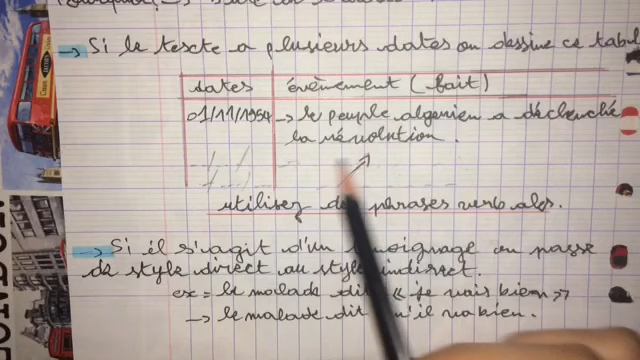 → Si le texcte a plusieurs dates on dessine ce tabl
dates évènement (fait)
01/11/1954 → le peuple algerien a déchenché
la révolution.
utilisez des phrases verbales.
→ Si il s'agit d'un témoignage on passe
de style direct au style indirect.
ex = le malade dit « je vais bien »
→ le malade dit qu'il va bien.